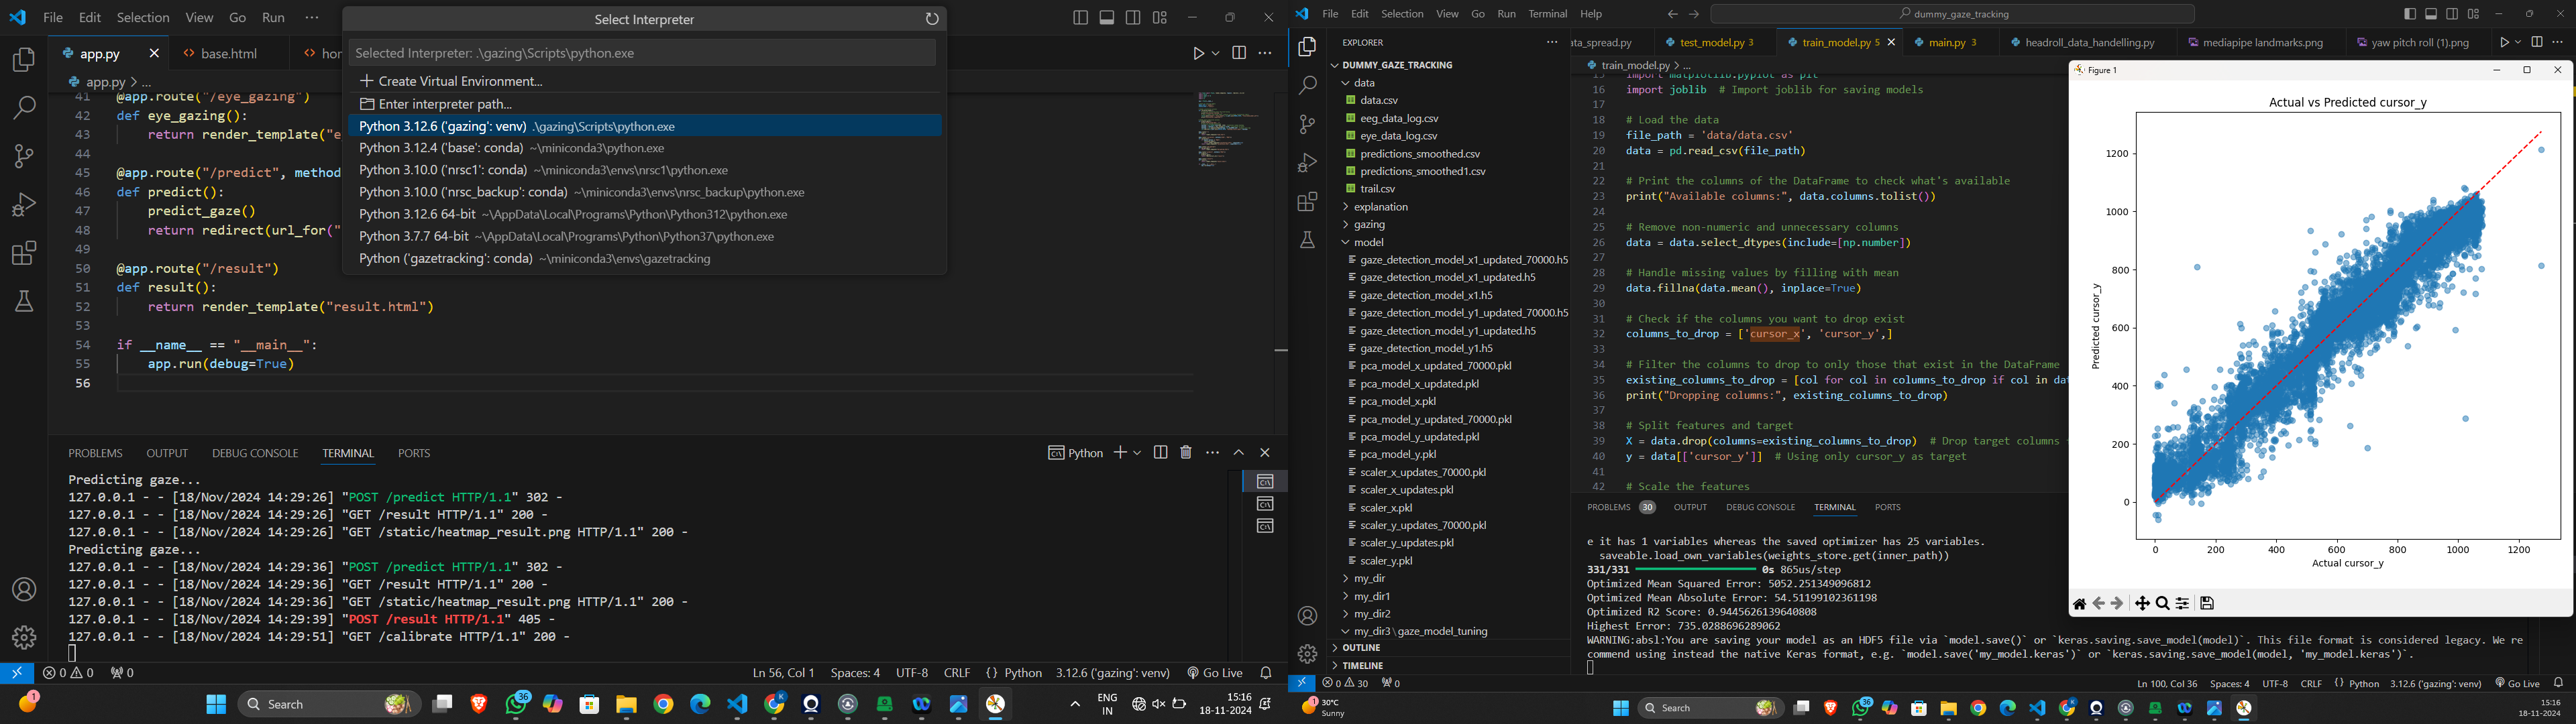 File Edit Selection View Go Run ···
Select Interpreter
app.py
base.html
hor
Selected Interpreter: .\gazing\Scripts\python.exe
Create Virtual Environment...
Enter interpreter path...
Python 3.12.6 ('gazing': venv) .\gazing\Scripts\python.exe
Python 3.12.4 ('base': conda) ~\miniconda3\python.exe
Python 3.10.0 ('nrsc1': conda) ~\miniconda3\envs\nrsc1\python.exe
Python 3.10.0 ('nrsc_backup': conda) ~\miniconda3\envs\nrsc_backup\python.exe
Python 3.12.6 64-bit ~\AppData\Local\Programs\Python\Python312\python.exe
Python 3.7.7 64-bit ~\AppData\Local\Programs\Python\Python37\python.exe
Python ('gazetracking': conda) ~\miniconda3\envs\gazetracking
app.py > ...
41 @app.route("/eye_gazing")
42 def eye_gazing():
43 return render_template("e
44
45 @app.route("/predict", method
46 def predict():
47 predict_gaze()
48 return redirect(url_for("
49
50 @app.route("/result")
51 def result():
52 return render_template("result.html")
53
54 if __name__ == "__main__":
55 app.run(debug=True)
56
PROBLEMS OUTPUT DEBUG CONSOLE TERMINAL PORTS
Python
Predicting gaze...
127.0.0.1 - - [18/Nov/2024 14:29:26] "POST /predict HTTP/1.1" 302 -
127.0.0.1 - - [18/Nov/2024 14:29:26] "GET /result HTTP/1.1" 200 -
127.0.0.1 - - [18/Nov/2024 14:29:26] "GET /static/heatmap_result.png HTTP/1.1" 200 -
Predicting gaze...
127.0.0.1 - - [18/Nov/2024 14:29:36] "POST /predict HTTP/1.1" 302 -
127.0.0.1 - - [18/Nov/2024 14:29:36] "GET /result HTTP/1.1" 200 -
127.0.0.1 - - [18/Nov/2024 14:29:36] "GET /static/heatmap_result.png HTTP/1.1" 200 -
127.0.0.1 - - [18/Nov/2024 14:29:39] "POST /result HTTP/1.1" 405 -
127.0.0.1 - - [18/Nov/2024 14:29:51] "GET /calibrate HTTP/1.1" 200 -
0 0 0 Ln 56, Col 1 Spaces: 4 UTF-8 CRLF {} Python 3.12.6 ('gazing': venv) Go Live
1 Search 36 ENG IN 15:16 18-11-2024
File Edit Selection View Go Run Terminal Help
dummy_gaze_tracking
EXPLORER ···
DUMMY_GAZE_TRACKING
data
data.csv
eeg_data_log.csv
eye_data_log.csv
predictions_smoothed.csv
predictions_smoothed1.csv
trail.csv
explanation
gazing
model
gaze_detection_model_x1_updated_70000.h5
gaze_detection_model_x1_updated.h5
gaze_detection_model_x1.h5
gaze_detection_model_y1_updated_70000.h5
gaze_detection_model_y1_updated.h5
gaze_detection_model_y1.h5
pca_model_x_updated_70000.pkl
pca_model_x_updated.pkl
pca_model_x.pkl
pca_model_y_updated_70000.pkl
pca_model_y_updated.pkl
pca_model_y.pkl
scaler_x_updates_70000.pkl
scaler_x_updates.pkl
scaler_x.pkl
scaler_y_updates_70000.pkl
scaler_y_updates.pkl
scaler_y.pkl
my_dir
my_dir1
my_dir2
my_dir3\gaze_model_tuning
OUTLINE
TIMELINE
ata_spread.py test_model.py 3 train_model.py 5 main.py 3 headroll_data_handelling.py mediapipe landmarks.png yaw pitch roll (1).png
train_model.py > ...
15 import matplotlib.pyplot as plt
16 import joblib # Import joblib for saving models
17
18 # Load the data
19 file_path = 'data/data.csv'
20 data = pd.read_csv(file_path)
21
22 # Print the columns of the DataFrame to check what's available
23 print("Available columns:", data.columns.tolist())
24
25 # Remove non-numeric and unnecessary columns
26 data = data.select_dtypes(include=[np.number])
27
28 # Handle missing values by filling with mean
29 data.fillna(data.mean(), inplace=True)
30
31 # Check if the columns you want to drop exist
32 columns_to_drop = ['cursor_x', 'cursor_y',]
33
34 # Filter the columns to drop to only those that exist in the DataFrame
35 existing_columns_to_drop = [col for col in columns_to_drop if col in dat
36 print("Dropping columns:", existing_columns_to_drop)
37
38 # Split features and target
39 X = data.drop(columns=existing_columns_to_drop) # Drop target columns
40 y = data[['cursor_y']] # Using only cursor_y as target
41
42 # Scale the features
PROBLEMS 30 OUTPUT DEBUG CONSOLE TERMINAL PORTS
e it has 1 variables whereas the saved optimizer has 25 variables.
saveable.load_own_variables(weights_store.get(inner_path))
331/331 0s 865us/step
Optimized Mean Squared Error: 5052.251349096812
Optimized Mean Absolute Error: 54.51199102361198
Optimized R2 Score: 0.9445626139640808
Highest Error: 735.0288696289062
WARNING:absl:You are saving your model as an HDF5 file via `model.save()` or `keras.saving.save_model(model)`. This file format is considered legacy. We re
commend using instead the native Keras format, e.g. `model.save('my_model.keras')` or `keras.saving.save_model(model, 'my_model.keras')`.
Figure 1
Actual vs Predicted cursor_y
Predicted cursor_y
1200
1000
800
600
400
200
0
0 200 400 600 800 1000 1200
Actual cursor_y
0 30 0 Ln 100, Col 36 Spaces: 4 UTF-8 CRLF {} Python 3.12.6 ('gazing': venv) Go Live
1 30°C Sunny Search 36 15:16 18-11-2024